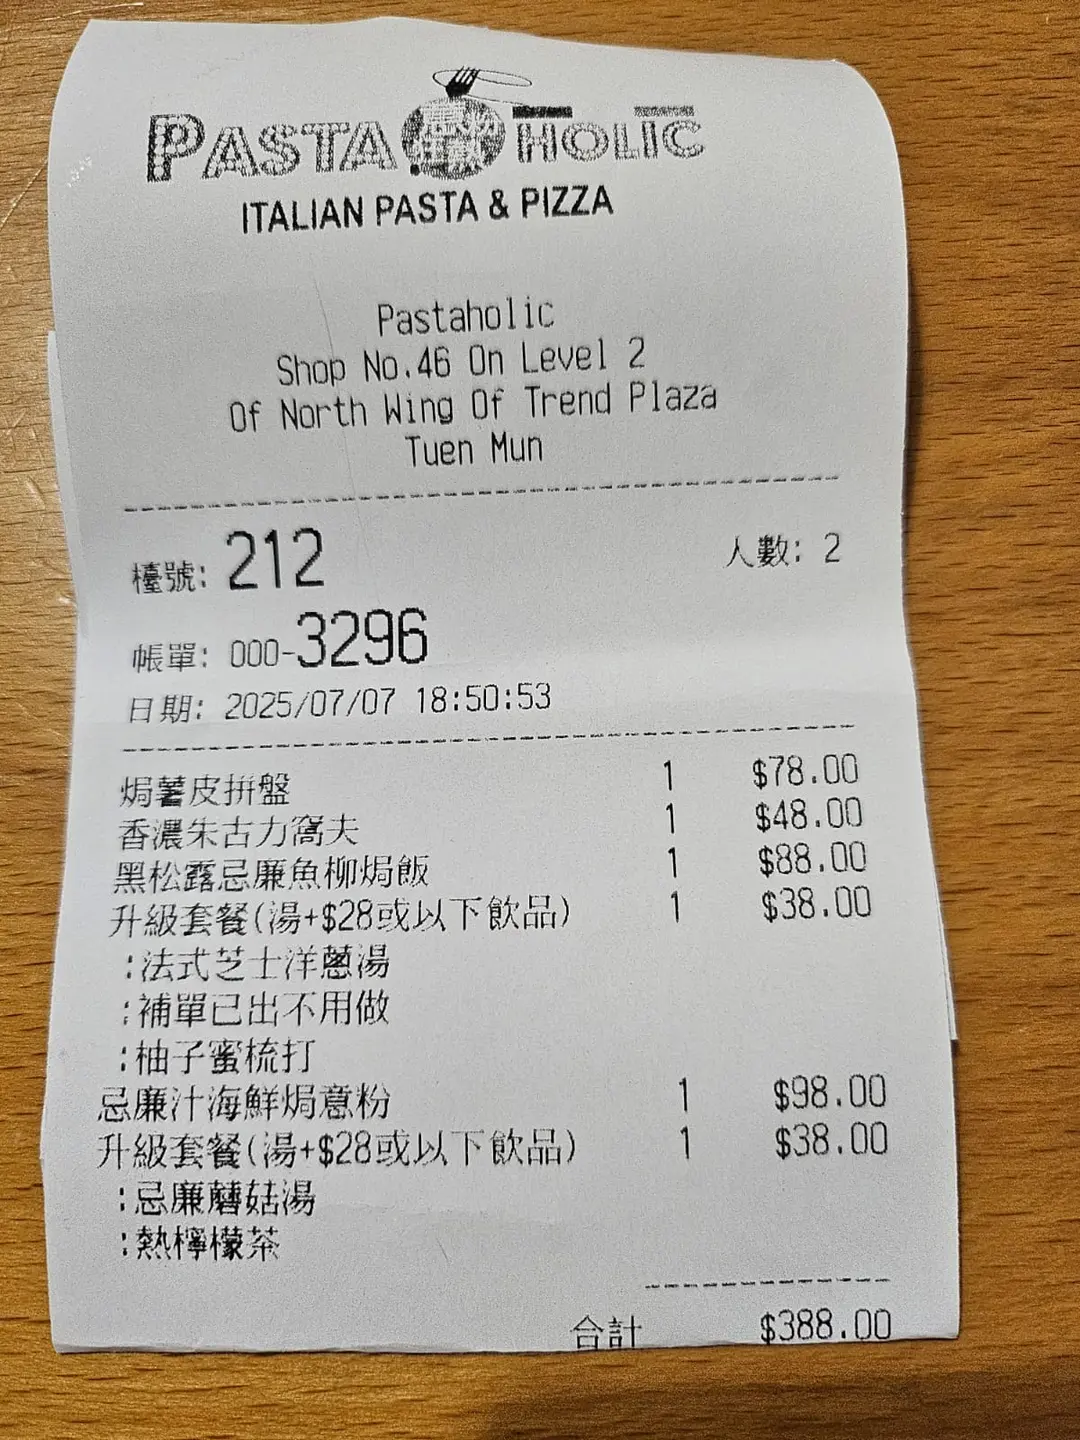 PASTA HOLIC
ITALIAN PASTA & PIZZA
Pastaholic
Shop No.46 On Level 2
Of North Wing Of Trend Plaza
Tuen Mun
檯號: 212 人數: 2
帳單: 000-3296
日期: 2025/07/07 18:50:53
焗薯皮拼盤 1 $78.00
香濃朱古力窩夫 1 $48.00
黑松露忌廉魚柳焗飯 1 $88.00
升級套餐(湯+$28或以下飲品) 1 $38.00
:法式芝士洋蔥湯
:補單已出不用做
:柚子蜜梳打
忌廉汁海鮮焗意粉 1 $98.00
升級套餐(湯+$28或以下飲品) 1 $38.00
:忌廉蘑菇湯
:熱檸檬茶
合計 $388.00